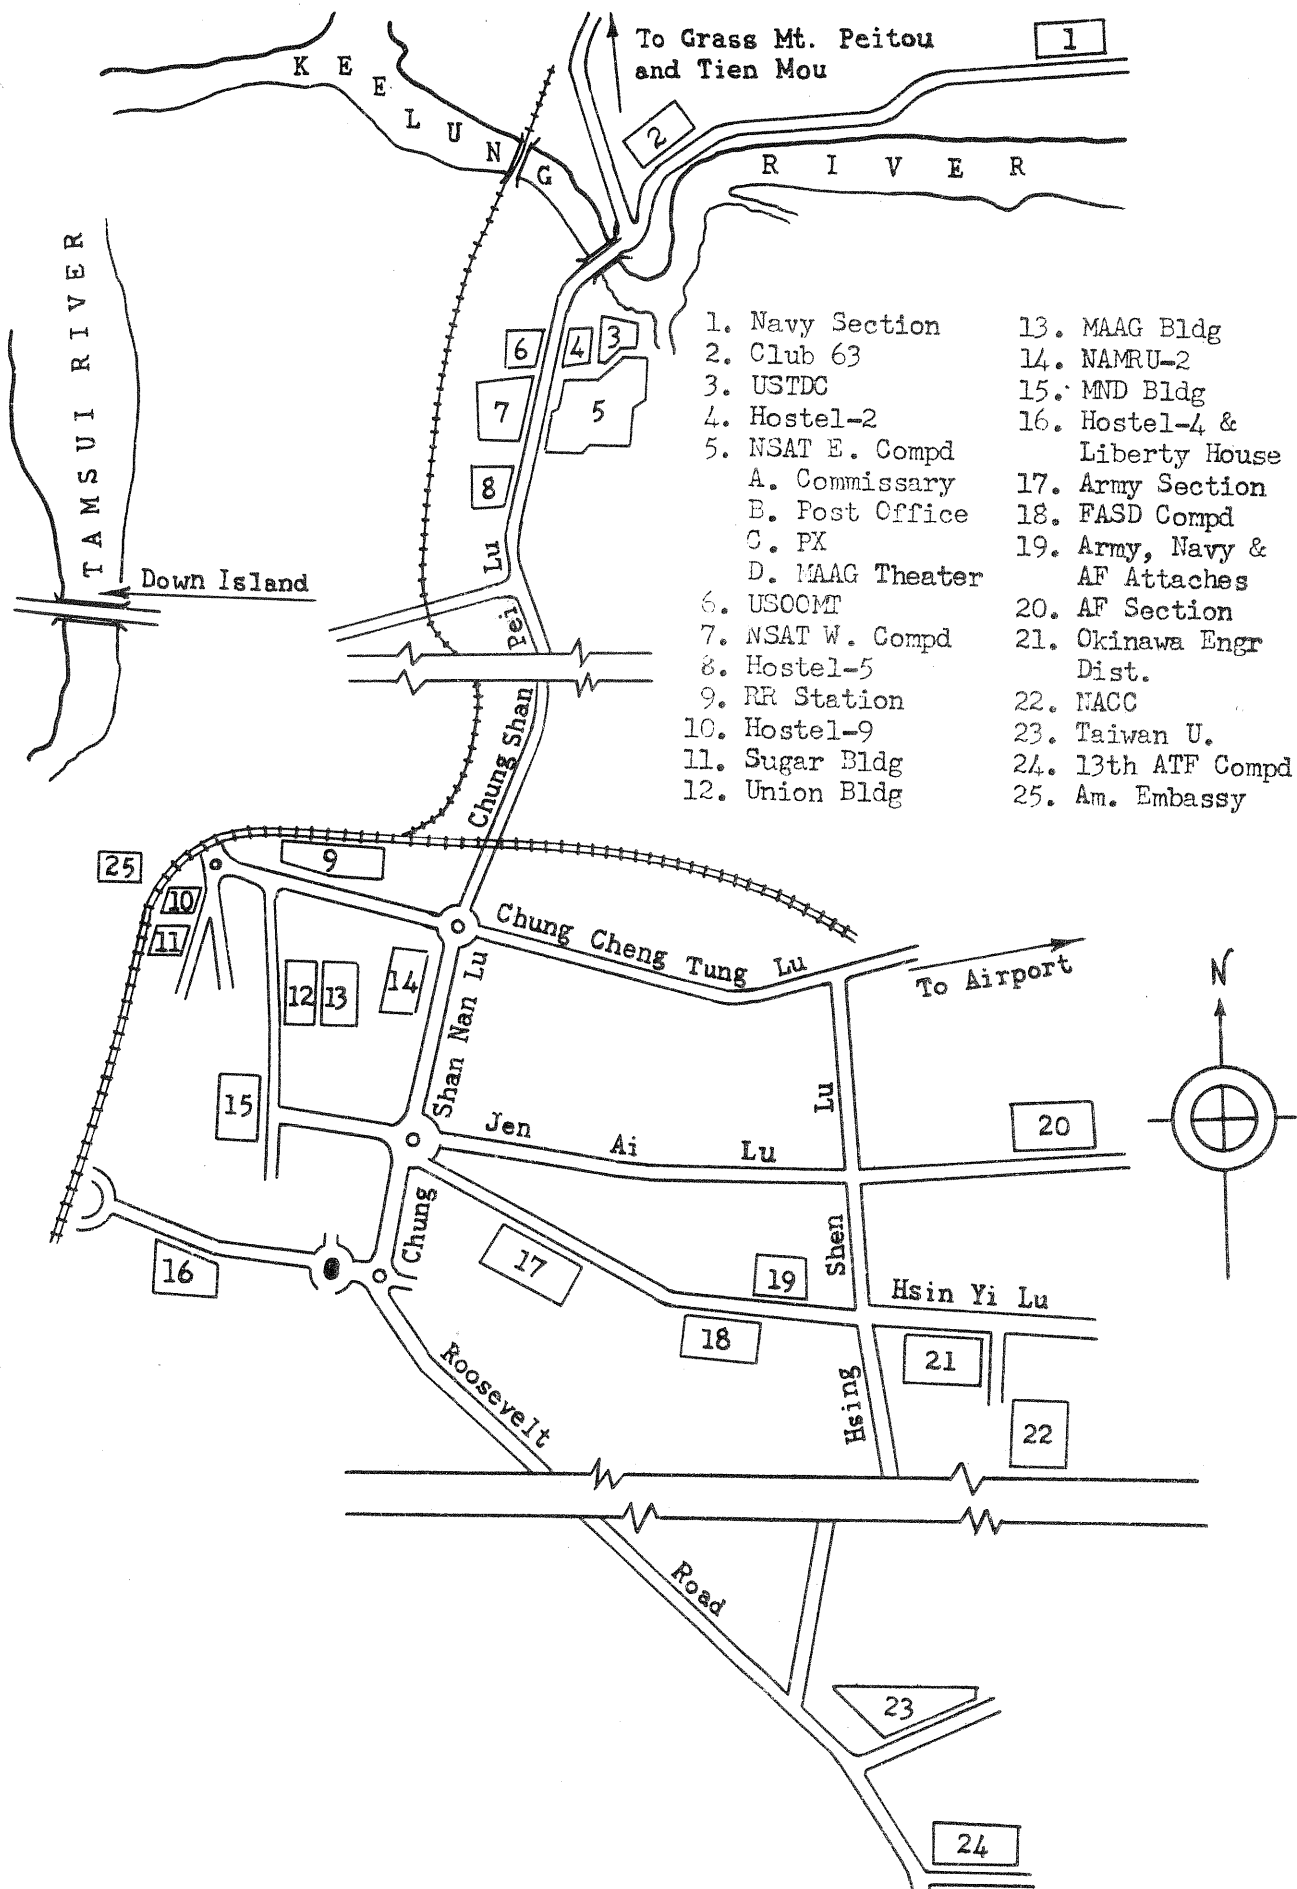 To Grass Mt. Peitou
and Tien Mou
1
2
KEELUNG
RIVER
TAMSUI RIVER
Down Island
3
4
5
6
7
8
1. Navy Section
2. Club 63
3. USTDC
4. Hostel-2
5. NSAT E. Compd
A. Commissary
B. Post Office
C. PX
D. MAAG Theater
6. USOOMT
7. NSAT W. Compd
8. Hostel-5
9. RR Station
10. Hostel-9
11. Sugar Bldg
12. Union Bldg
13. MAAG Bldg
14. NAMRU-2
15. MND Bldg
16. Hostel-4 &
Liberty House
17. Army Section
18. FASD Compd
19. Army, Navy &
AF Attaches
20. AF Section
21. Okinawa Engr
Dist.
22. NACC
23. Taiwan U.
24. 13th ATF Compd
25. Am. Embassy
Chung Shan Pei Lu
25
9
10
11
12
13
14
15
Chung Cheng Tung Lu
To Airport
N
Chung Shan Nan Lu
Jen Ai Lu
20
Hsing Shen Lu
16
17
18
19
Hsin Yi Lu
21
22
Roosevelt Road
23
24